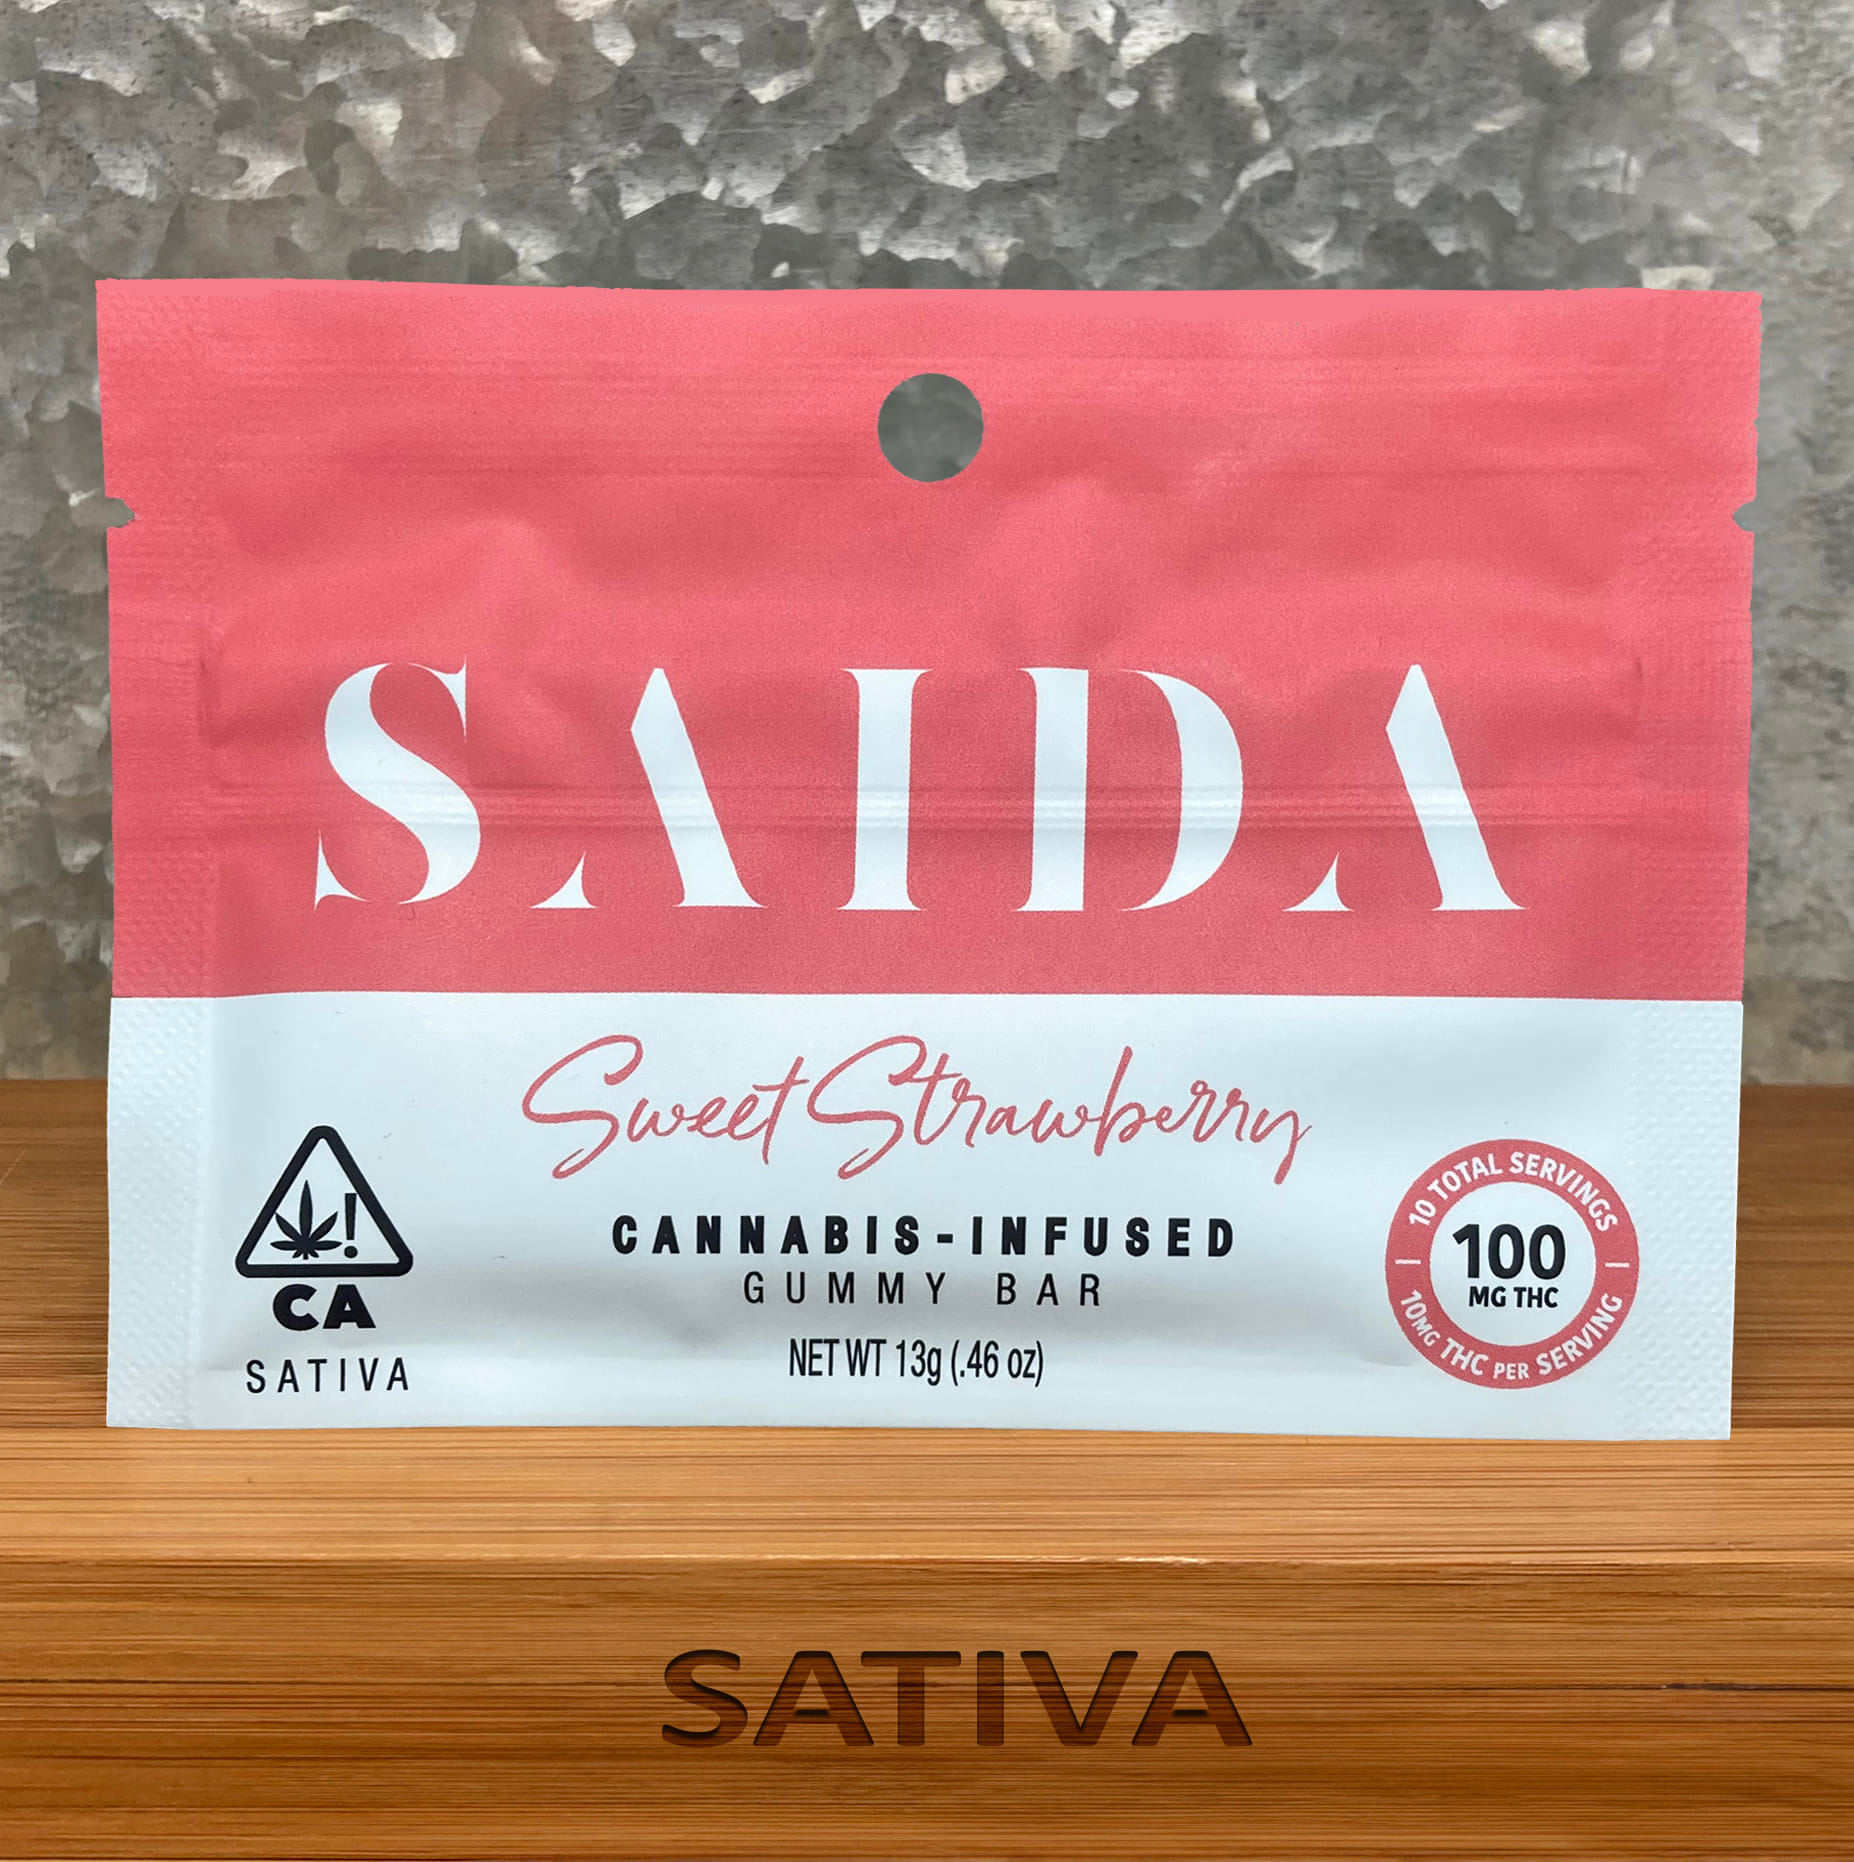 SAIDA
Sweet Strawberry
CANNABIS-INFUSED
GUMMY BAR
NET WT 13g (.46 oz)
!
CA
SATIVA
10 TOTAL SERVINGS
100
MG THC
10MG THC PER SERVING
SATIVA